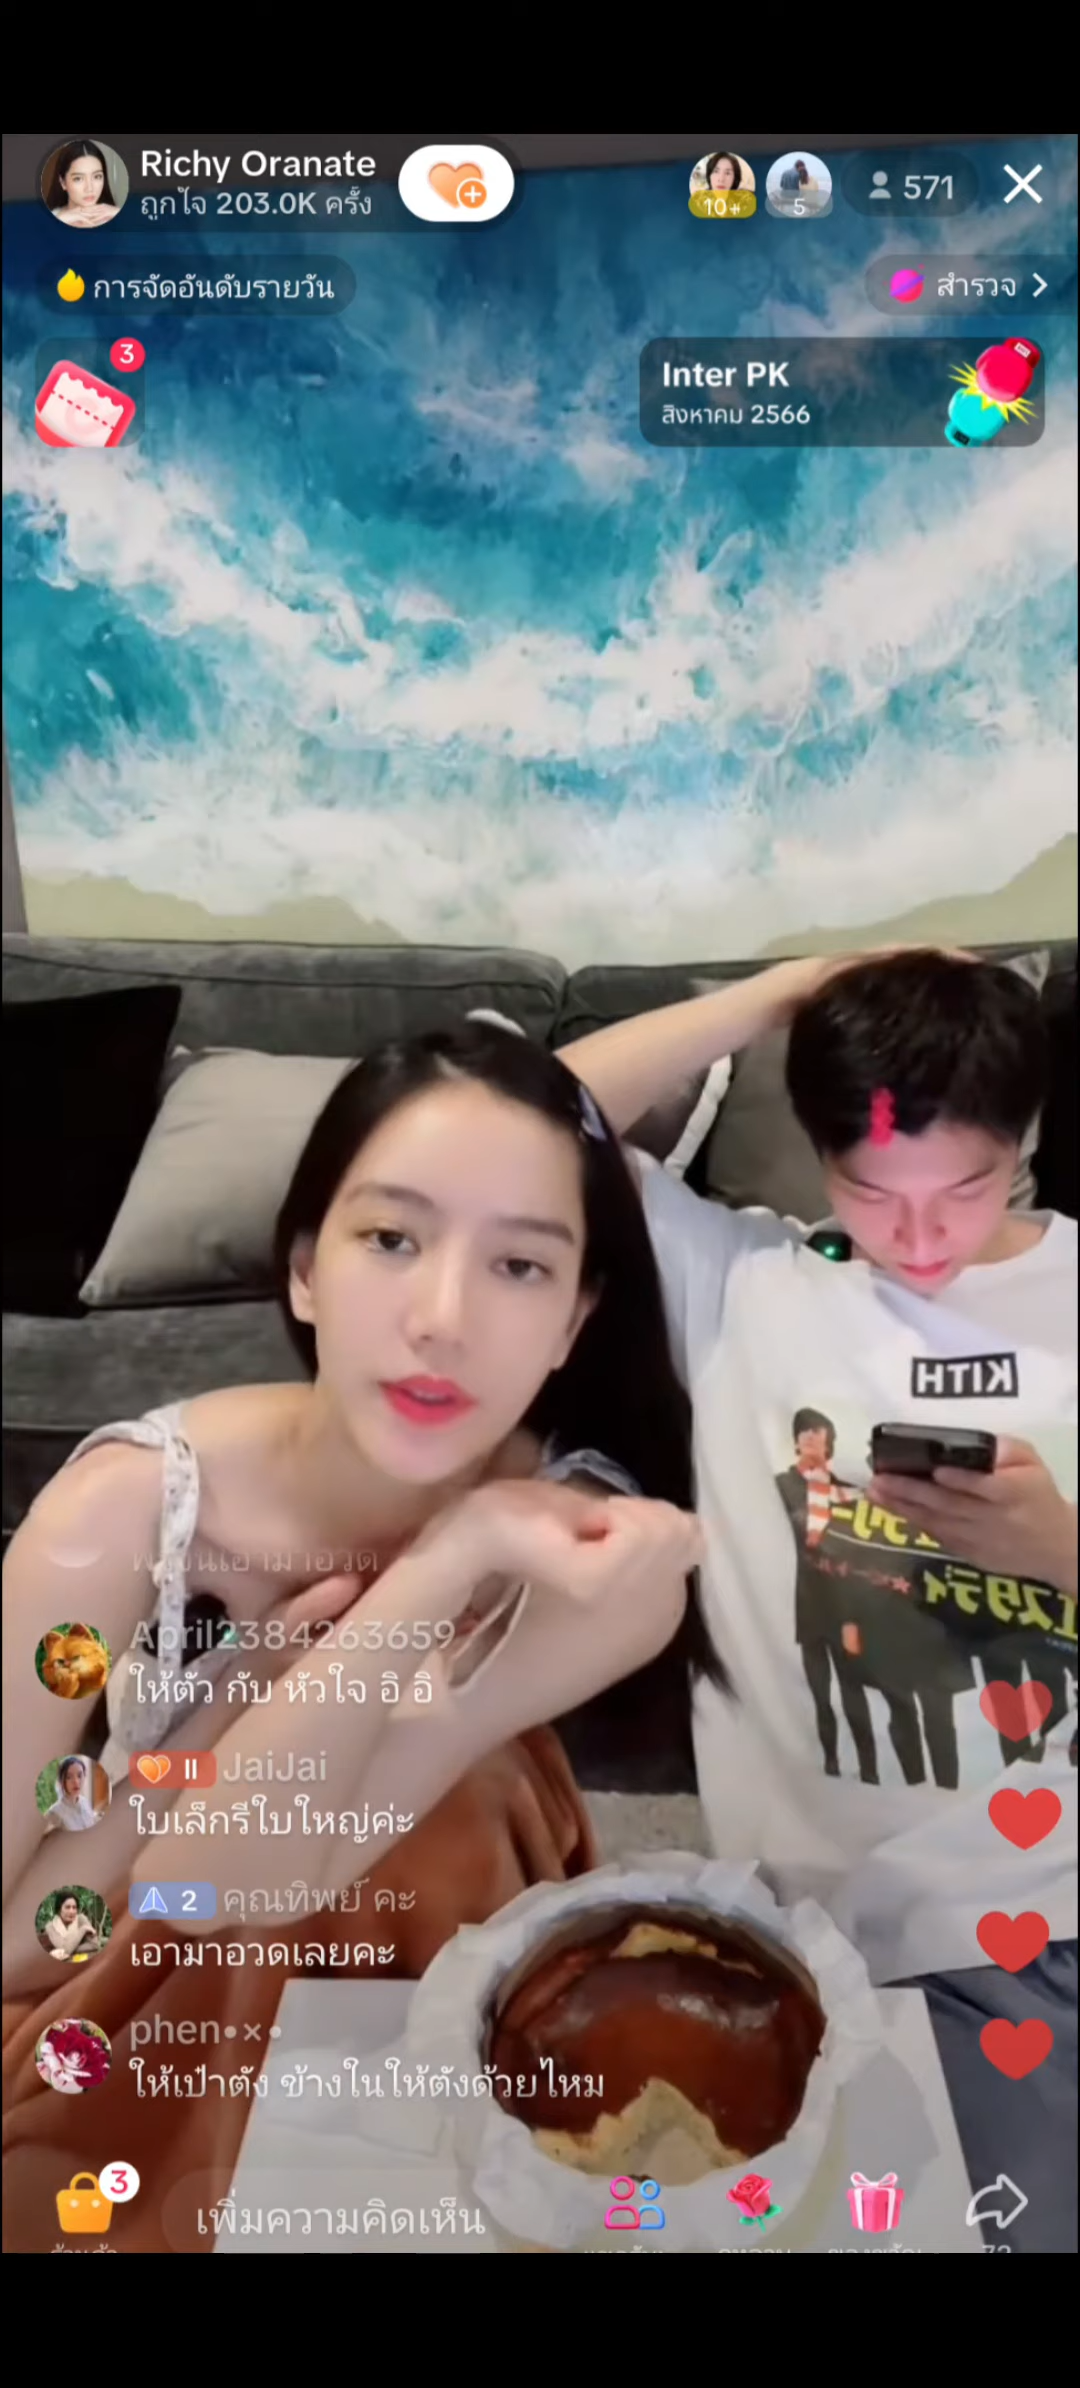 Richy Oranate
ถูกใจ 203.0K ครั้ง
10+
5
571
การจัดอันดับรายวัน
สำรวจ
3
Inter PK
สิงหาคม 2566
KITH
April2384263659
ให้ตัว กับ หัวใจ อิ อิ
II JaiJai
ใบเล็กรึใบใหญ่ค่ะ
2 คุณทิพย์ คะ
เอามาอวดเลยคะ
phen•×•
ให้เป๋าตัง ข้างในให้ตังด้วยไหม
3
เพิ่มความคิดเห็น